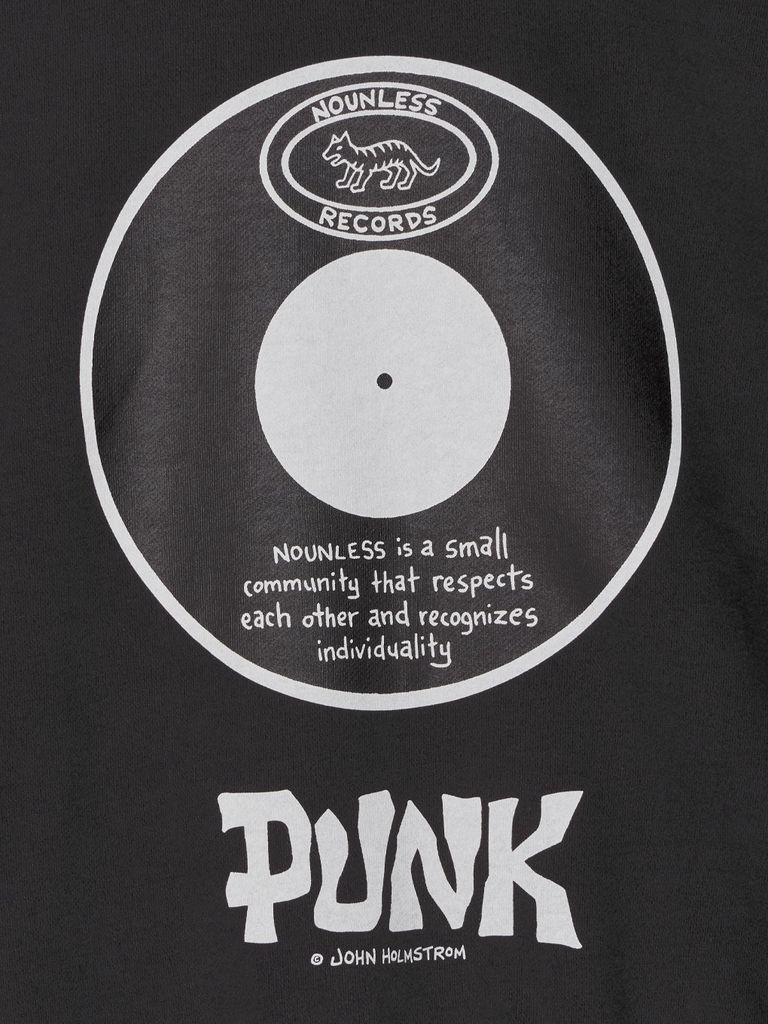 NOUNLESS
RECORDS
NOUNLESS is a small
community that respects
each other and recognizes
individuality
PUNK
© JOHN HOLMSTROM